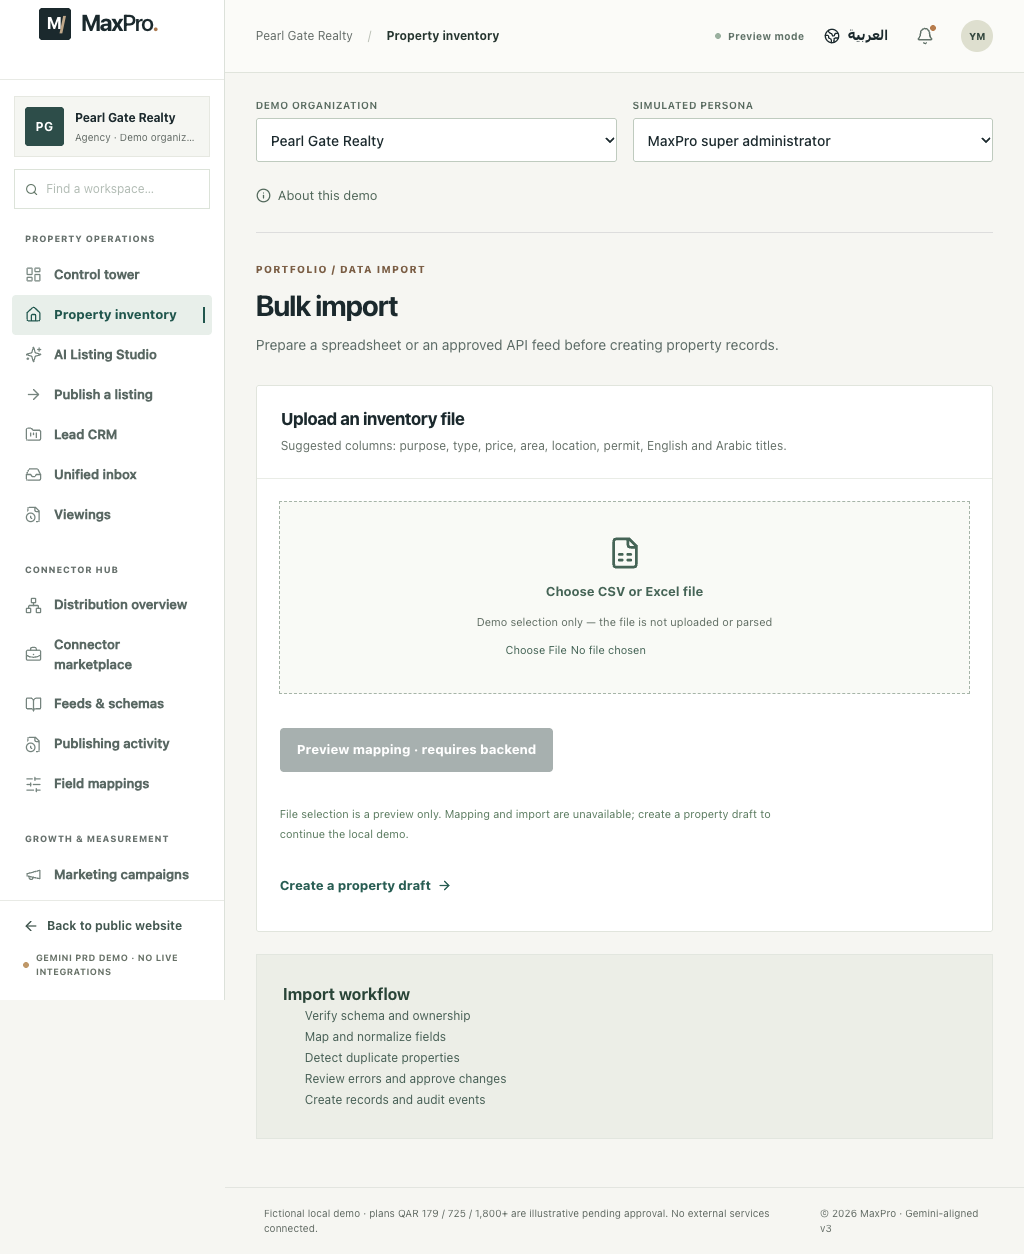 M/ MaxPro.
PG
Pearl Gate Realty
Agency · Demo organiz...
Find a workspace...
PROPERTY OPERATIONS
Control tower
Property inventory
AI Listing Studio
Publish a listing
Lead CRM
Unified inbox
Viewings
CONNECTOR HUB
Distribution overview
Connector
marketplace
Feeds & schemas
Publishing activity
Field mappings
GROWTH & MEASUREMENT
Marketing campaigns
Back to public website
GEMINI PRD DEMO · NO LIVE
INTEGRATIONS
Pearl Gate Realty / Property inventory
Preview mode
العربية
YM
DEMO ORGANIZATION
Pearl Gate Realty
SIMULATED PERSONA
MaxPro super administrator
About this demo
PORTFOLIO / DATA IMPORT
Bulk import
Prepare a spreadsheet or an approved API feed before creating property records.
Upload an inventory file
Suggested columns: purpose, type, price, area, location, permit, English and Arabic titles.
Choose CSV or Excel file
Demo selection only — the file is not uploaded or parsed
Choose File No file chosen
Preview mapping · requires backend
File selection is a preview only. Mapping and import are unavailable; create a property draft to
continue the local demo.
Create a property draft
Import workflow
Verify schema and ownership
Map and normalize fields
Detect duplicate properties
Review errors and approve changes
Create records and audit events
Fictional local demo · plans QAR 179 / 725 / 1,800+ are illustrative pending approval. No external services
connected.
© 2026 MaxPro · Gemini-aligned
v3